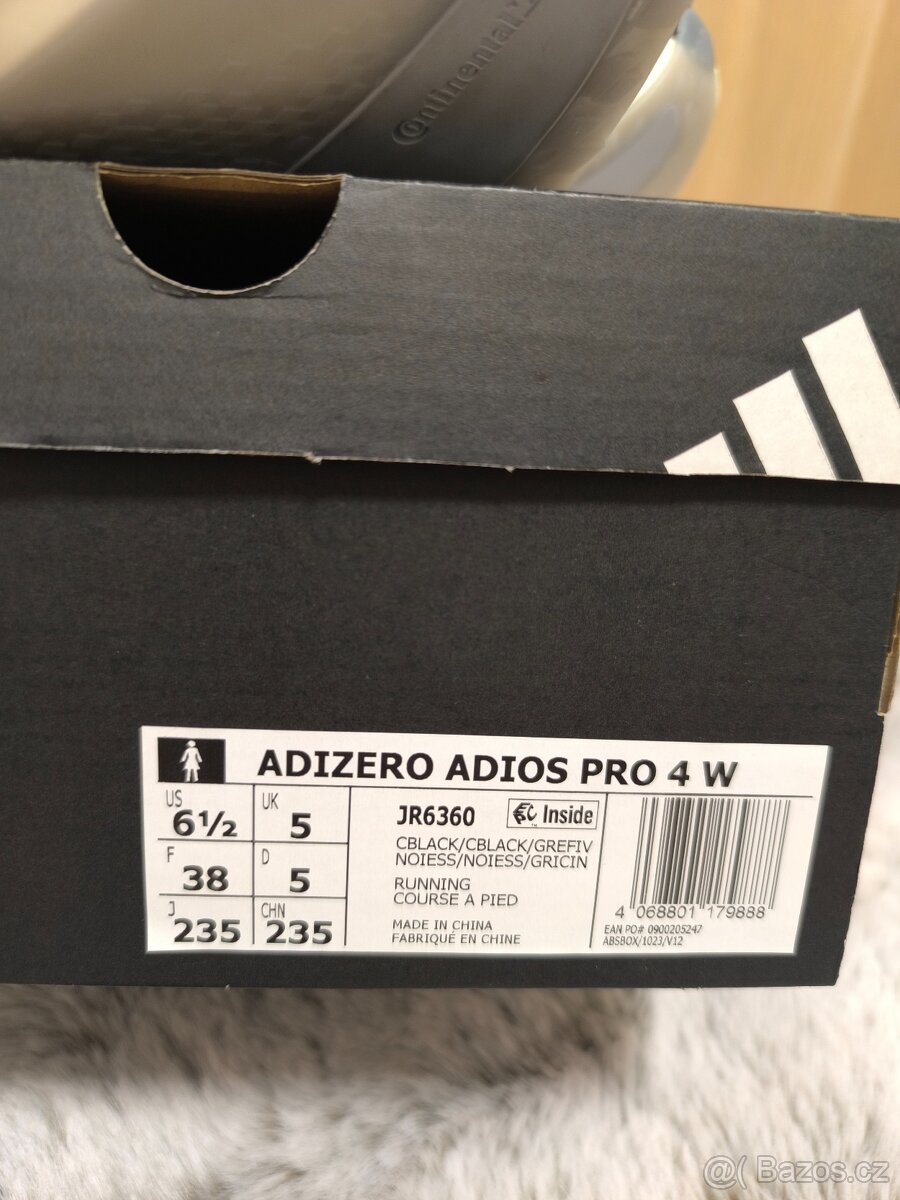 Continental
ADIZERO ADIOS PRO 4 W
US
6½
UK
5
F
38
D
5
J
235
CHN
235
JR6360
Inside
CBLACK/CBLACK/GREFIV
NOIESS/NOIESS/GRICIN
RUNNING
COURSE A PIED
MADE IN CHINA
FABRIQUÉ EN CHINE
4 068801 179888
EAN PO# 0900205247
ABSBOX/1023/V12
@( Bazos.cz